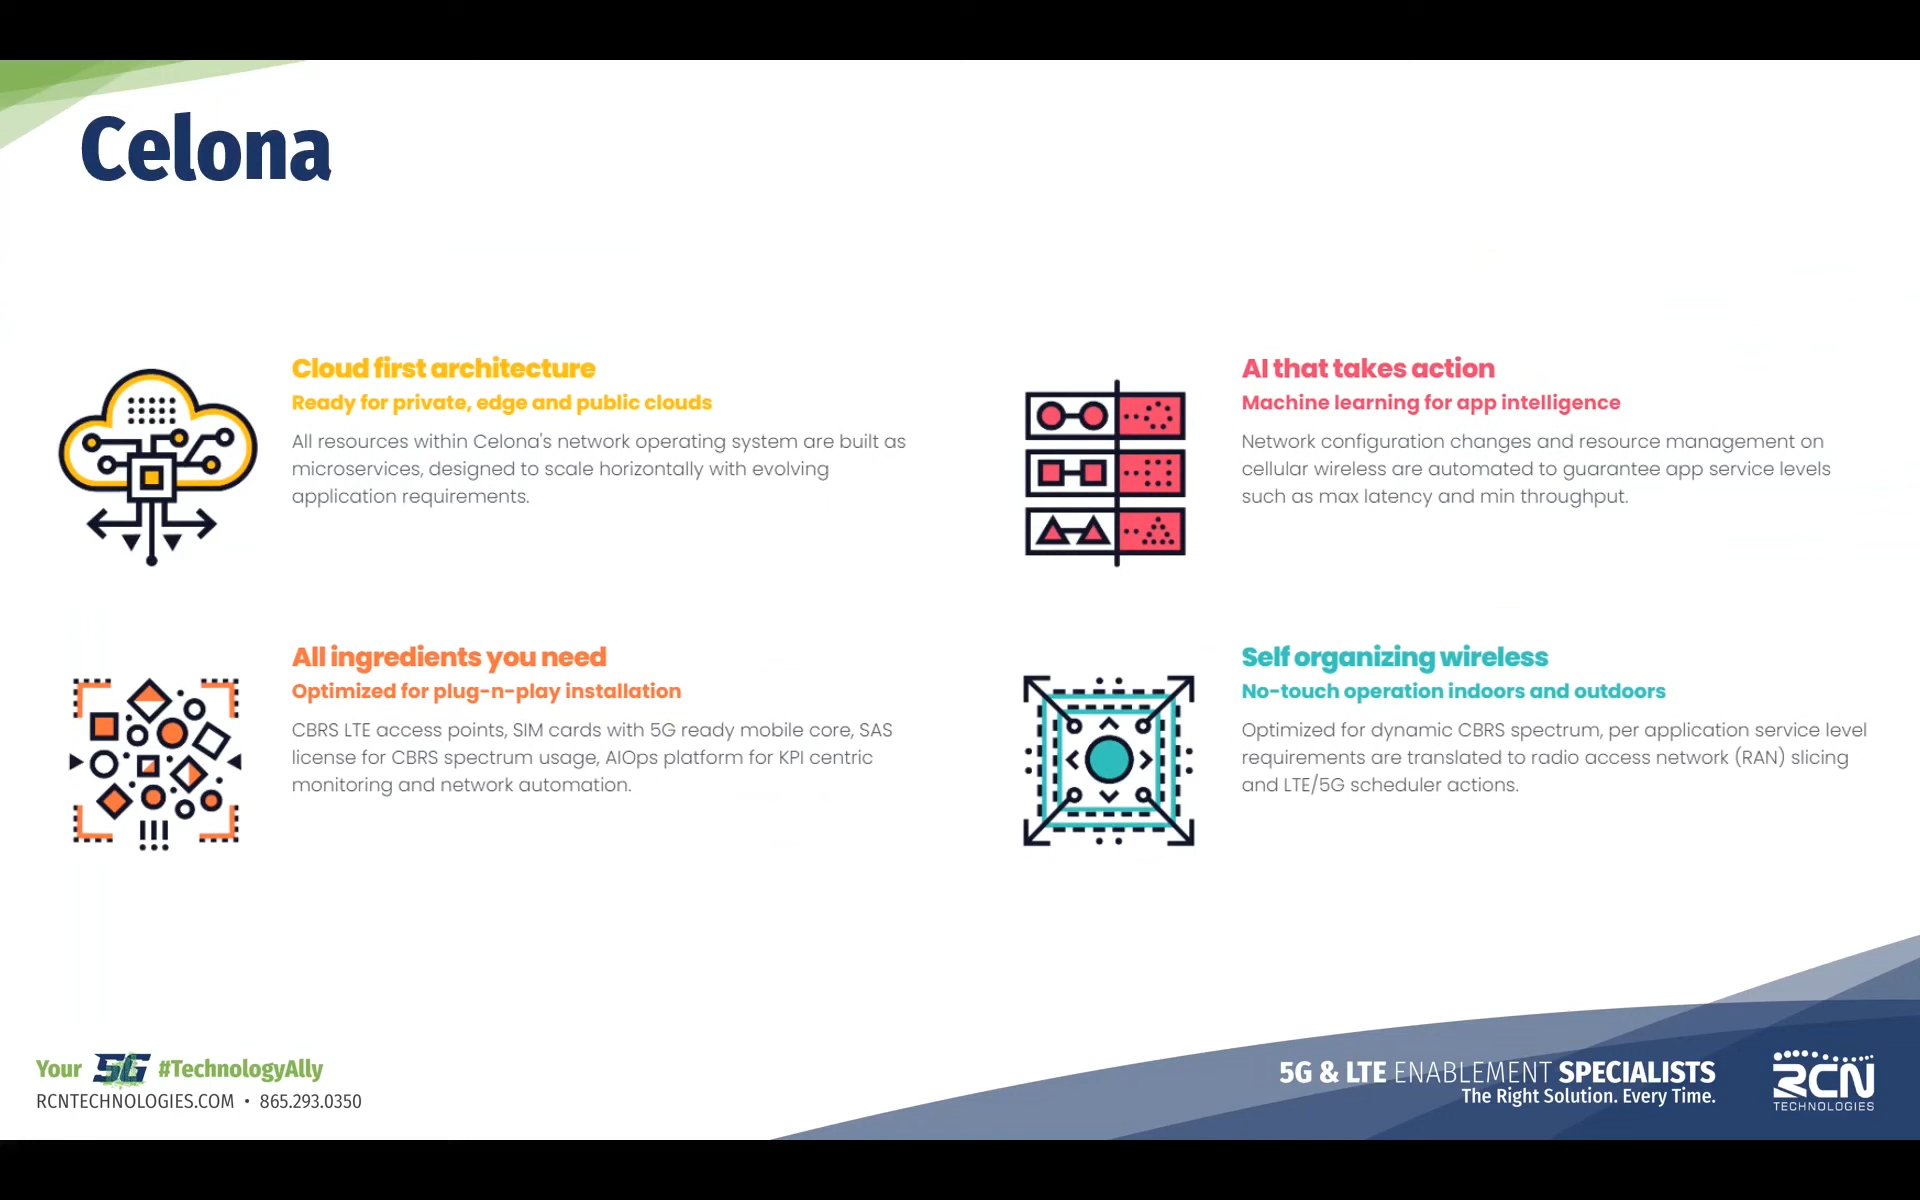 Celona
Cloud first architecture
Ready for private, edge and public clouds
All resources within Celona's network operating system are built as
microservices, designed to scale horizontally with evolving
application requirements.
AI that takes action
Machine learning for app intelligence
Network configuration changes and resource management on
cellular wireless are automated to guarantee app service levels
such as max latency and min throughput.
All ingredients you need
Optimized for plug-n-play installation
CBRS LTE access points, SIM cards with 5G ready mobile core, SAS
license for CBRS spectrum usage, AIOps platform for KPI centric
monitoring and network automation.
Self organizing wireless
No-touch operation indoors and outdoors
Optimized for dynamic CBRS spectrum, per application service level
requirements are translated to radio access network (RAN) slicing
and LTE/5G scheduler actions.
Your 5G #TechnologyAlly
RCNTECHNOLOGIES.COM • 865.293.0350
5G & LTE ENABLEMENT SPECIALISTS
The Right Solution. Every Time.
RCN
TECHNOLOGIES